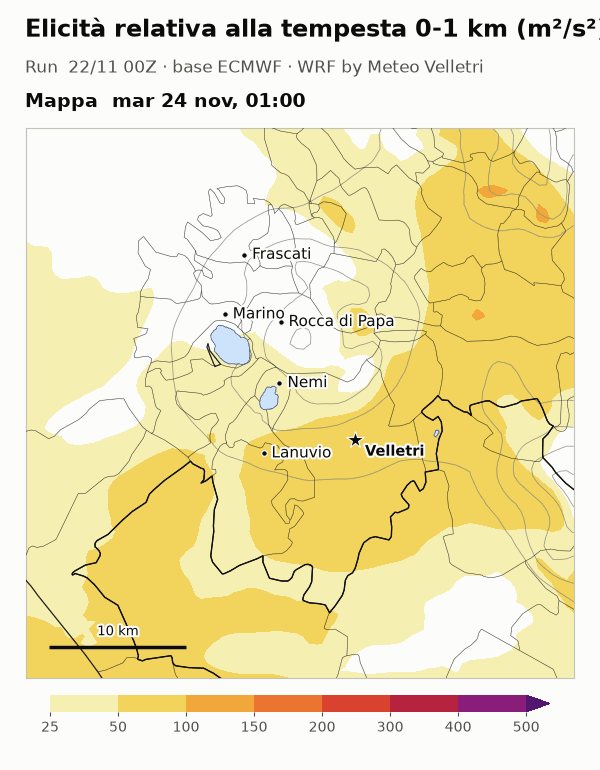 Elicità relativa alla tempesta 0-1 km (m²/s²)
Run 22/11 00Z · base ECMWF · WRF by Meteo Velletri
Mappa mar 24 nov, 01:00
Frascati
Marino
Rocca di Papa
Nemi
Velletri
Lanuvio
10 km
25 50 100 150 200 300 400 500